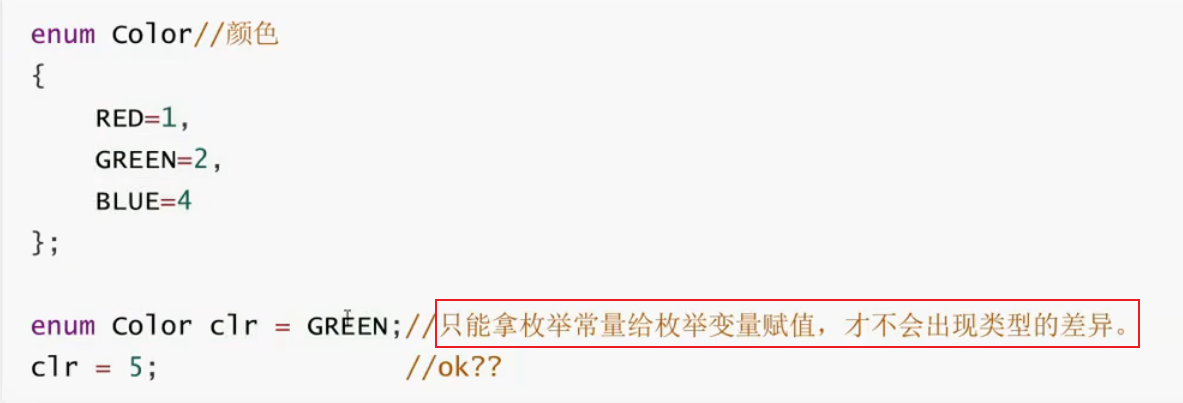 enum Color//颜色
{
    RED=1,
    GREEN=2,
    BLUE=4
};
enum Color clr = GREEN;//只能拿枚举常量给枚举变量赋值，才不会出现类型的差异。
clr = 5;               //ok??